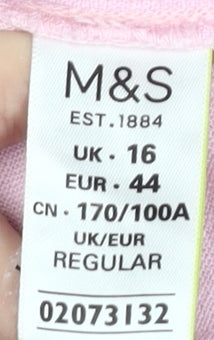 M&S
EST. 1884
UK · 16
EUR · 44
CN · 170/100A
UK/EUR
REGULAR
02073132